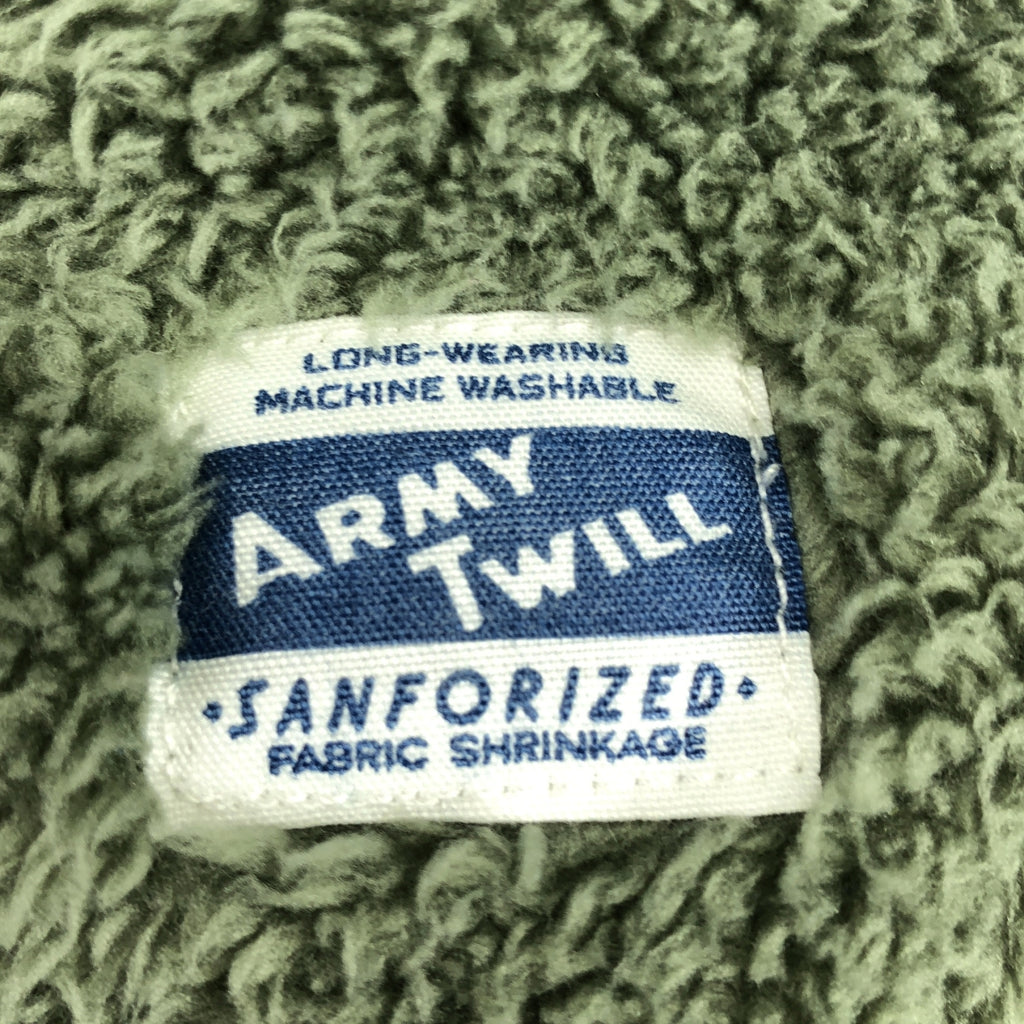 LONG-WEARING
MACHINE WASHABLE
ARMY
TWILL
·SANFORIZED·
FABRIC SHRINKAGE